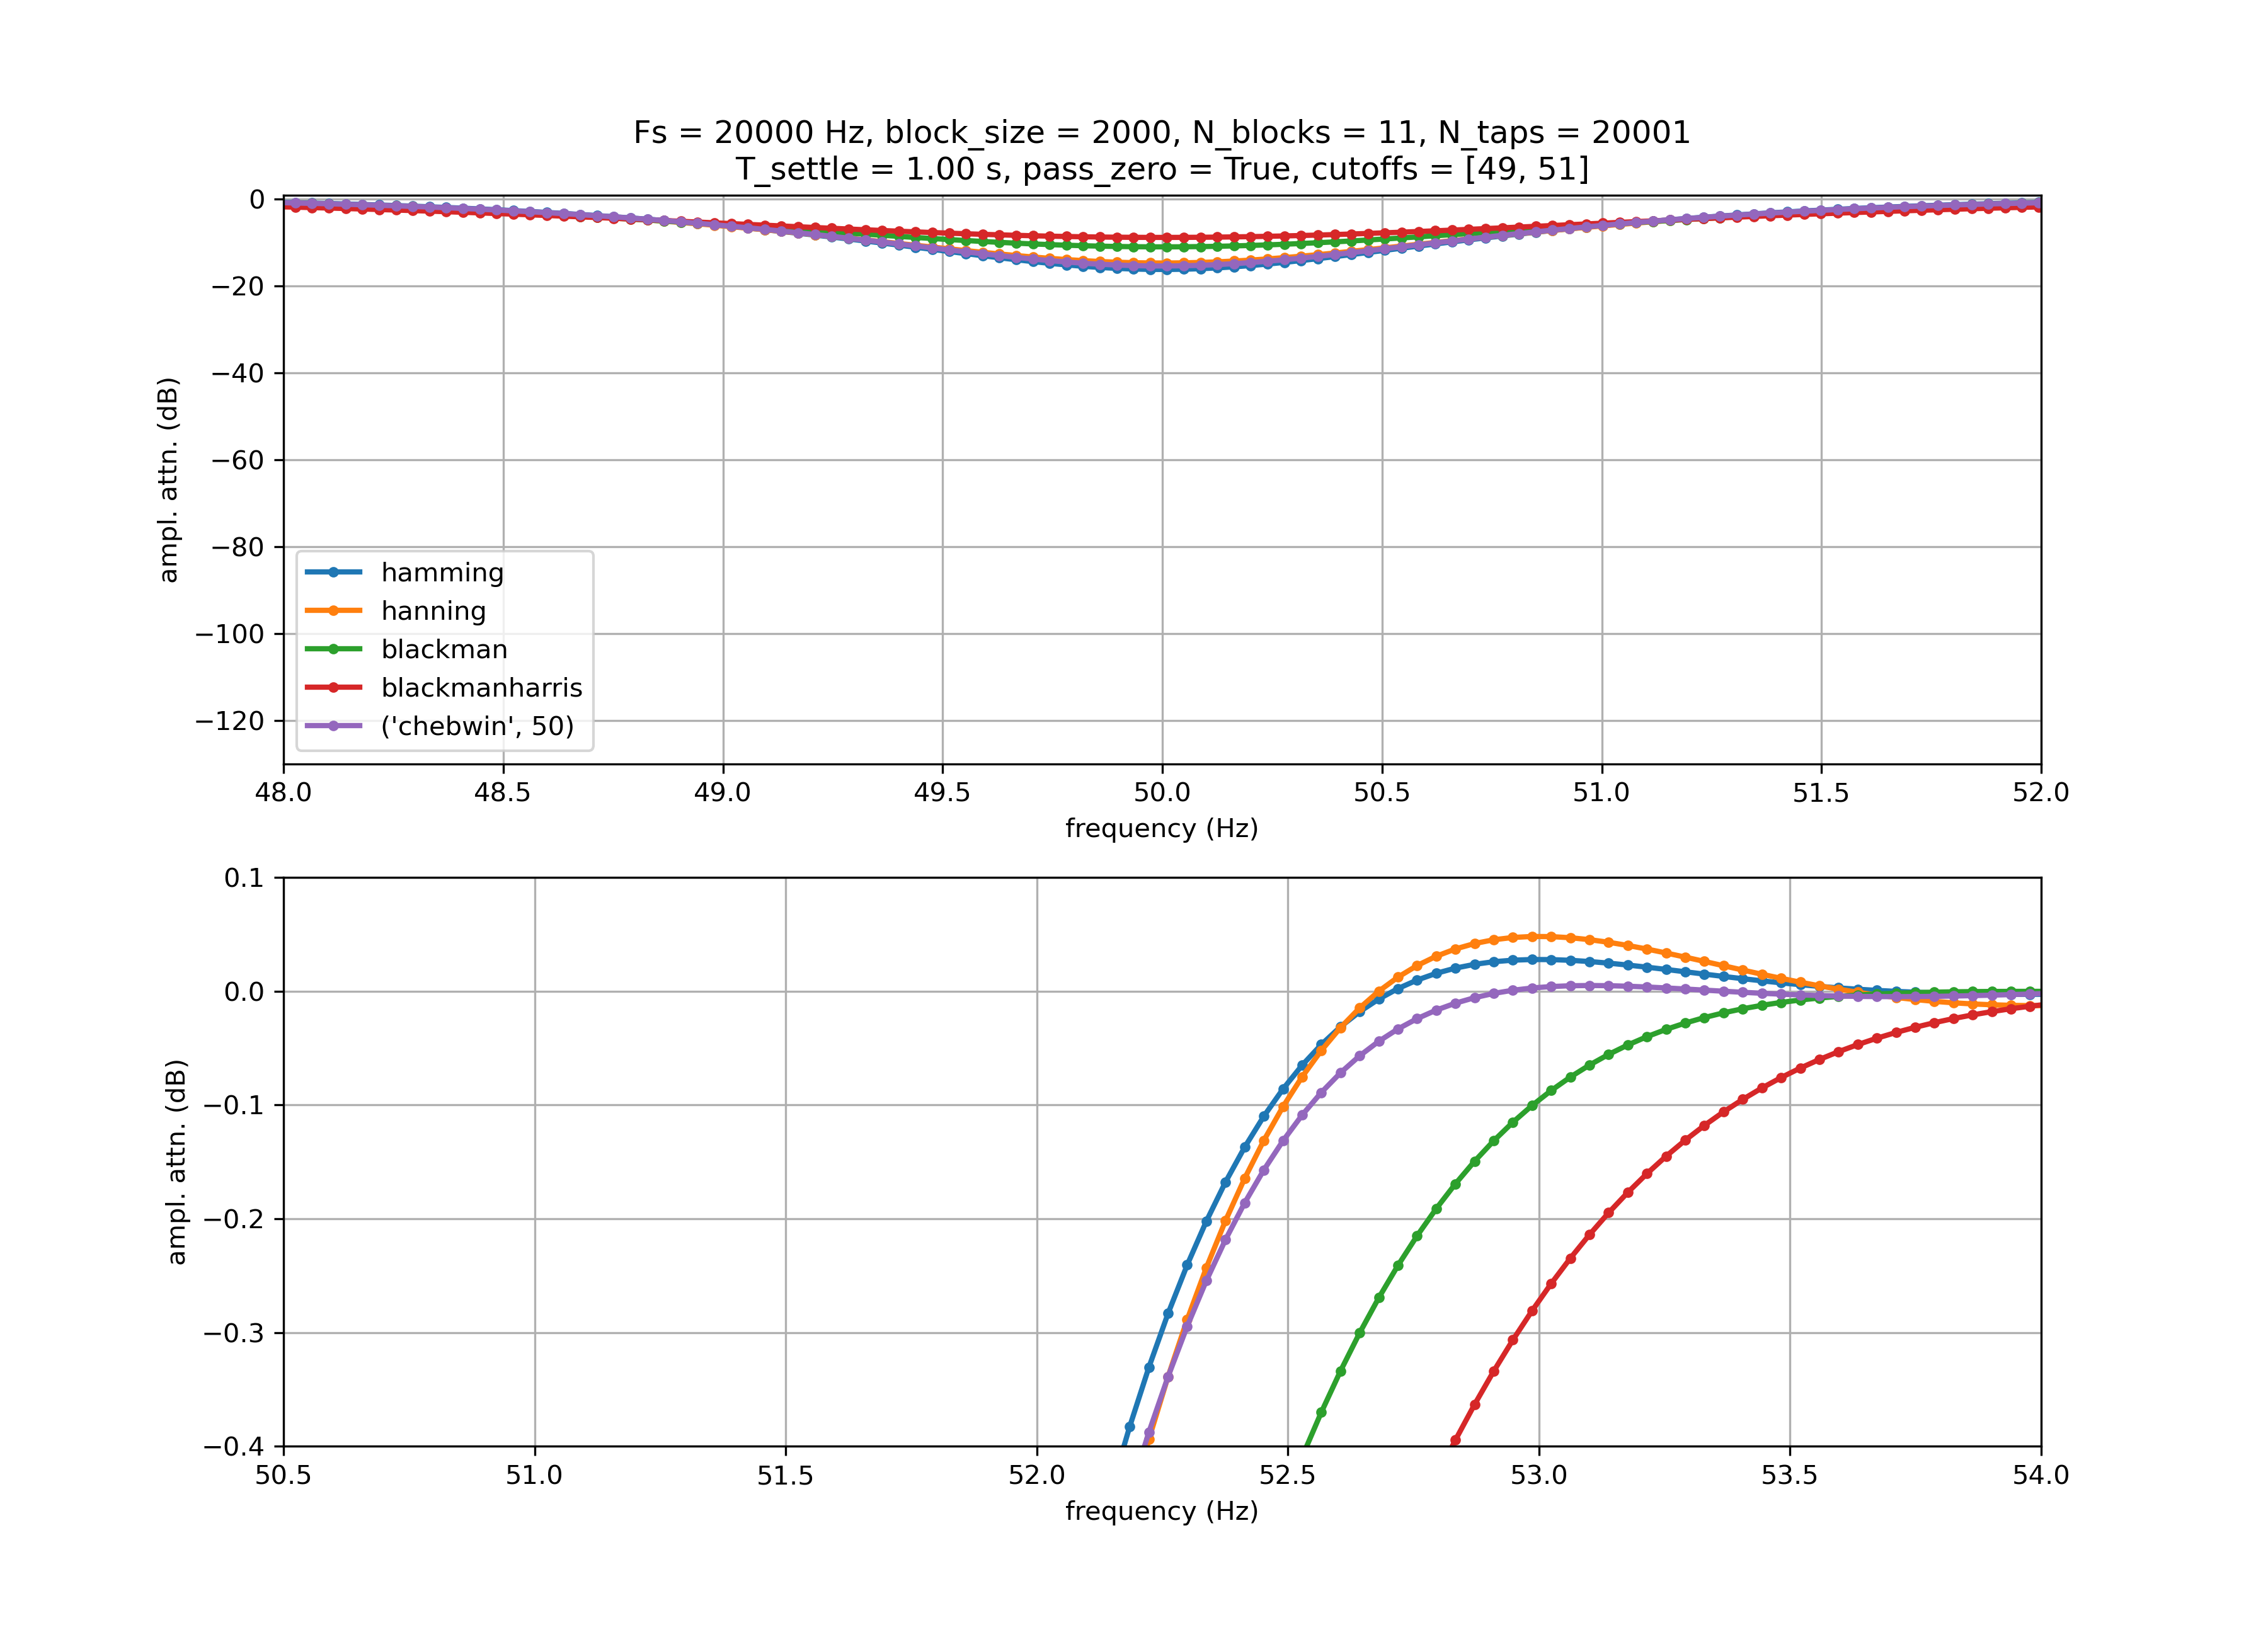 Fs = 20000 Hz, block_size = 2000, N_blocks = 11, N_taps = 20001
T_settle = 1.00 s, pass_zero = True, cutoffs = [49, 51]
0
−20
−40
−60
−80
−100
−120
ampl. attn. (dB)
hamming
hanning
blackman
blackmanharris
('chebwin', 50)
48.0 48.5 49.0 49.5 50.0 50.5 51.0 51.5 52.0
frequency (Hz)
0.1
0.0
−0.1
−0.2
−0.3
−0.4
ampl. attn. (dB)
50.5 51.0 51.5 52.0 52.5 53.0 53.5 54.0
frequency (Hz)